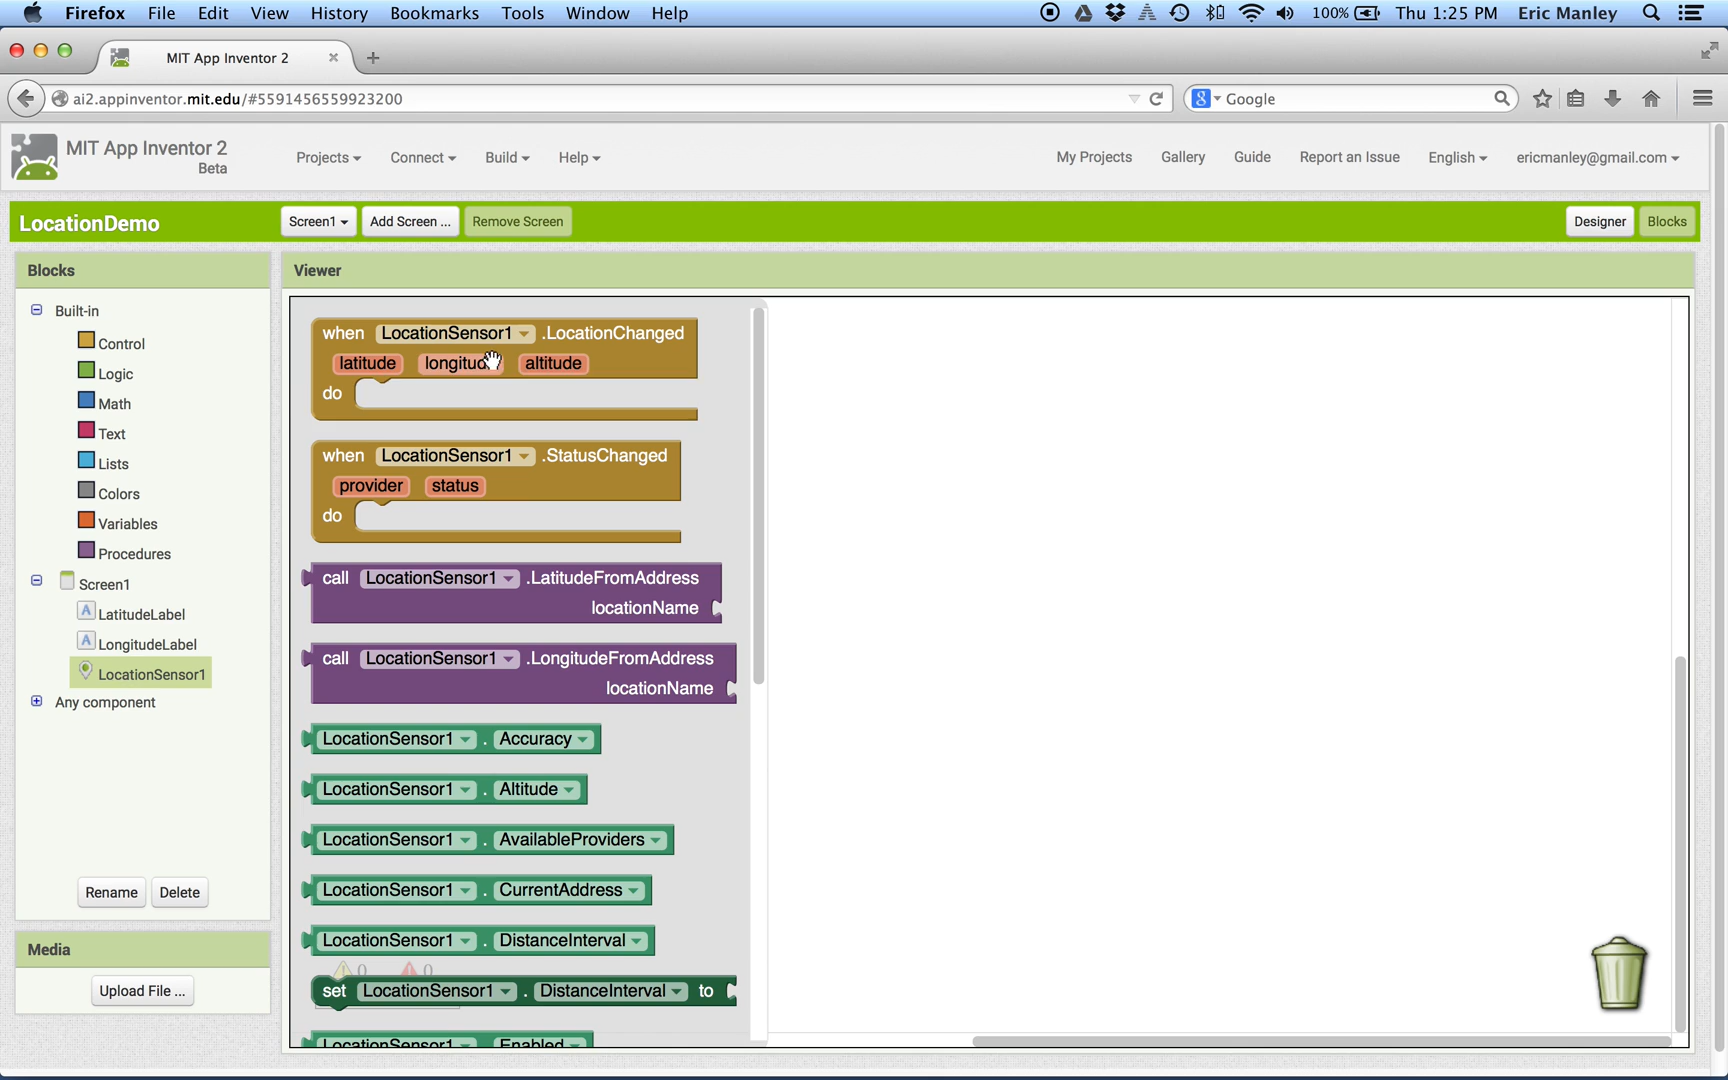 Firefox File Edit View History Bookmarks Tools Window Help 100% Thu 1:25 PM Eric Manley
MIT App Inventor 2
ai2.appinventor.mit.edu/#5591456559923200
Google
MIT App Inventor 2
Beta
Projects Connect Build Help My Projects Gallery Guide Report an Issue English ericmanley@gmail.com
LocationDemo Screen1 Add Screen ... Remove Screen Designer Blocks
Blocks
Viewer
Built-in
Control
Logic
Math
Text
Lists
Colors
Variables
Procedures
Screen1
LatitudeLabel
LongitudeLabel
LocationSensor1
Any component
Rename Delete
Media
Upload File ...
when LocationSensor1 .LocationChanged
latitude longitude altitude
do
when LocationSensor1 .StatusChanged
provider status
do
call LocationSensor1 .LatitudeFromAddress
locationName
call LocationSensor1 .LongitudeFromAddress
locationName
LocationSensor1 . Accuracy
LocationSensor1 . Altitude
LocationSensor1 . AvailableProviders
LocationSensor1 . CurrentAddress
LocationSensor1 . DistanceInterval
0 0
set LocationSensor1 . DistanceInterval to
LocationSensor1 . Enabled